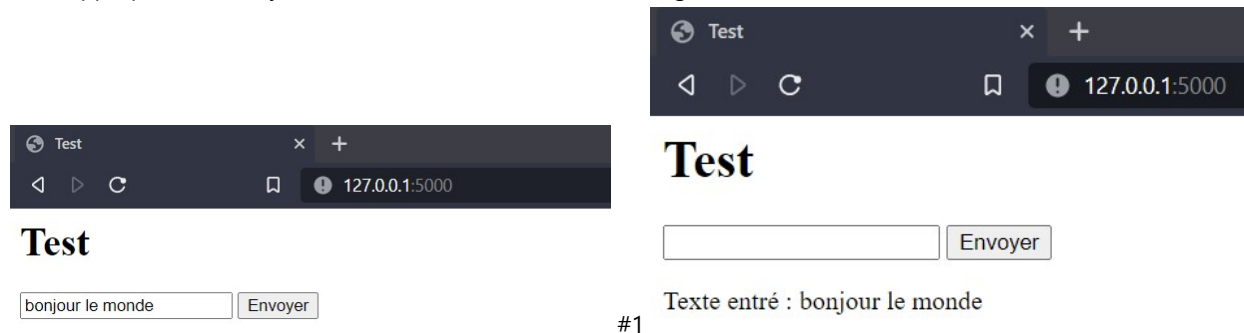 Test
127.0.0.1:5000
Test
bonjour le monde Envoyer
#1
Test
127.0.0.1:5000
Test
Envoyer
Texte entré : bonjour le monde